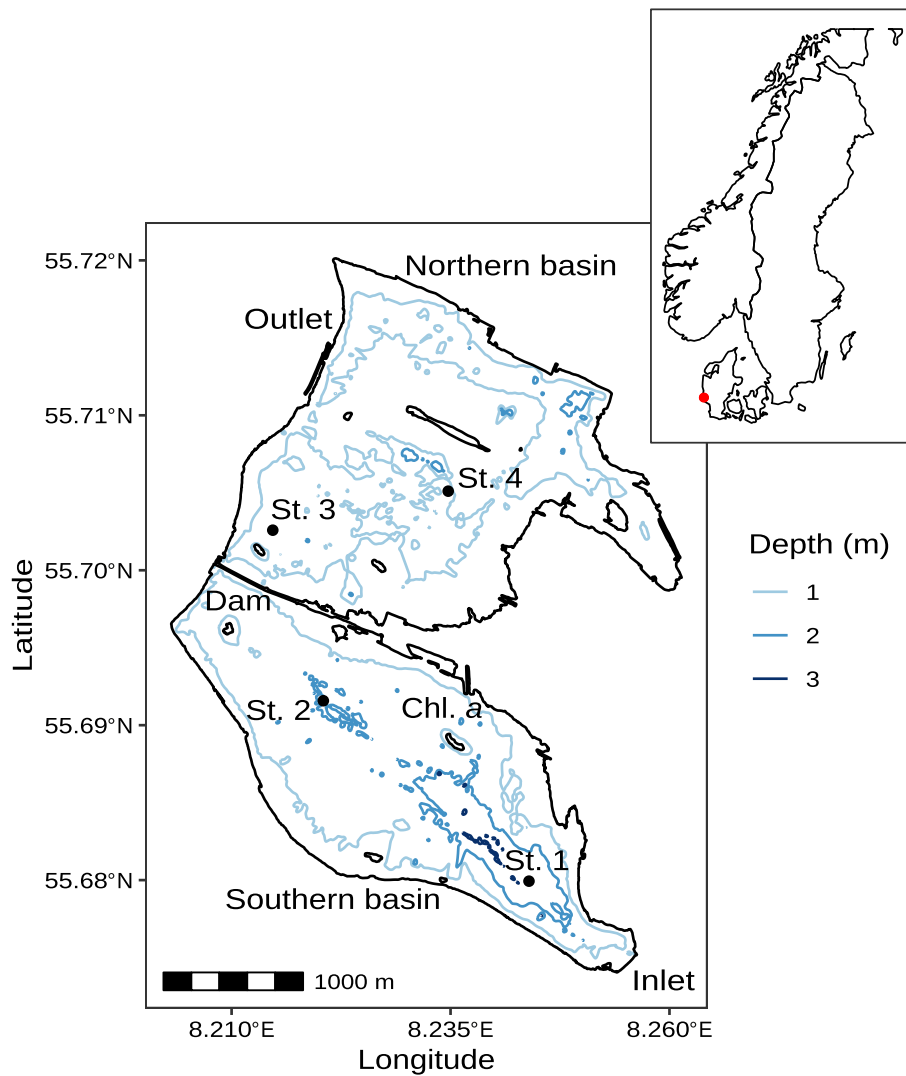 55.72°N
55.71°N
55.70°N
55.69°N
55.68°N
Latitude
Northern basin
Outlet
St. 4
St. 3
Dam
St. 2
Chl. a
St. 1
Southern basin
Inlet
1000 m
8.210°E
8.235°E
8.260°E
Longitude
Depth (m)
1
2
3